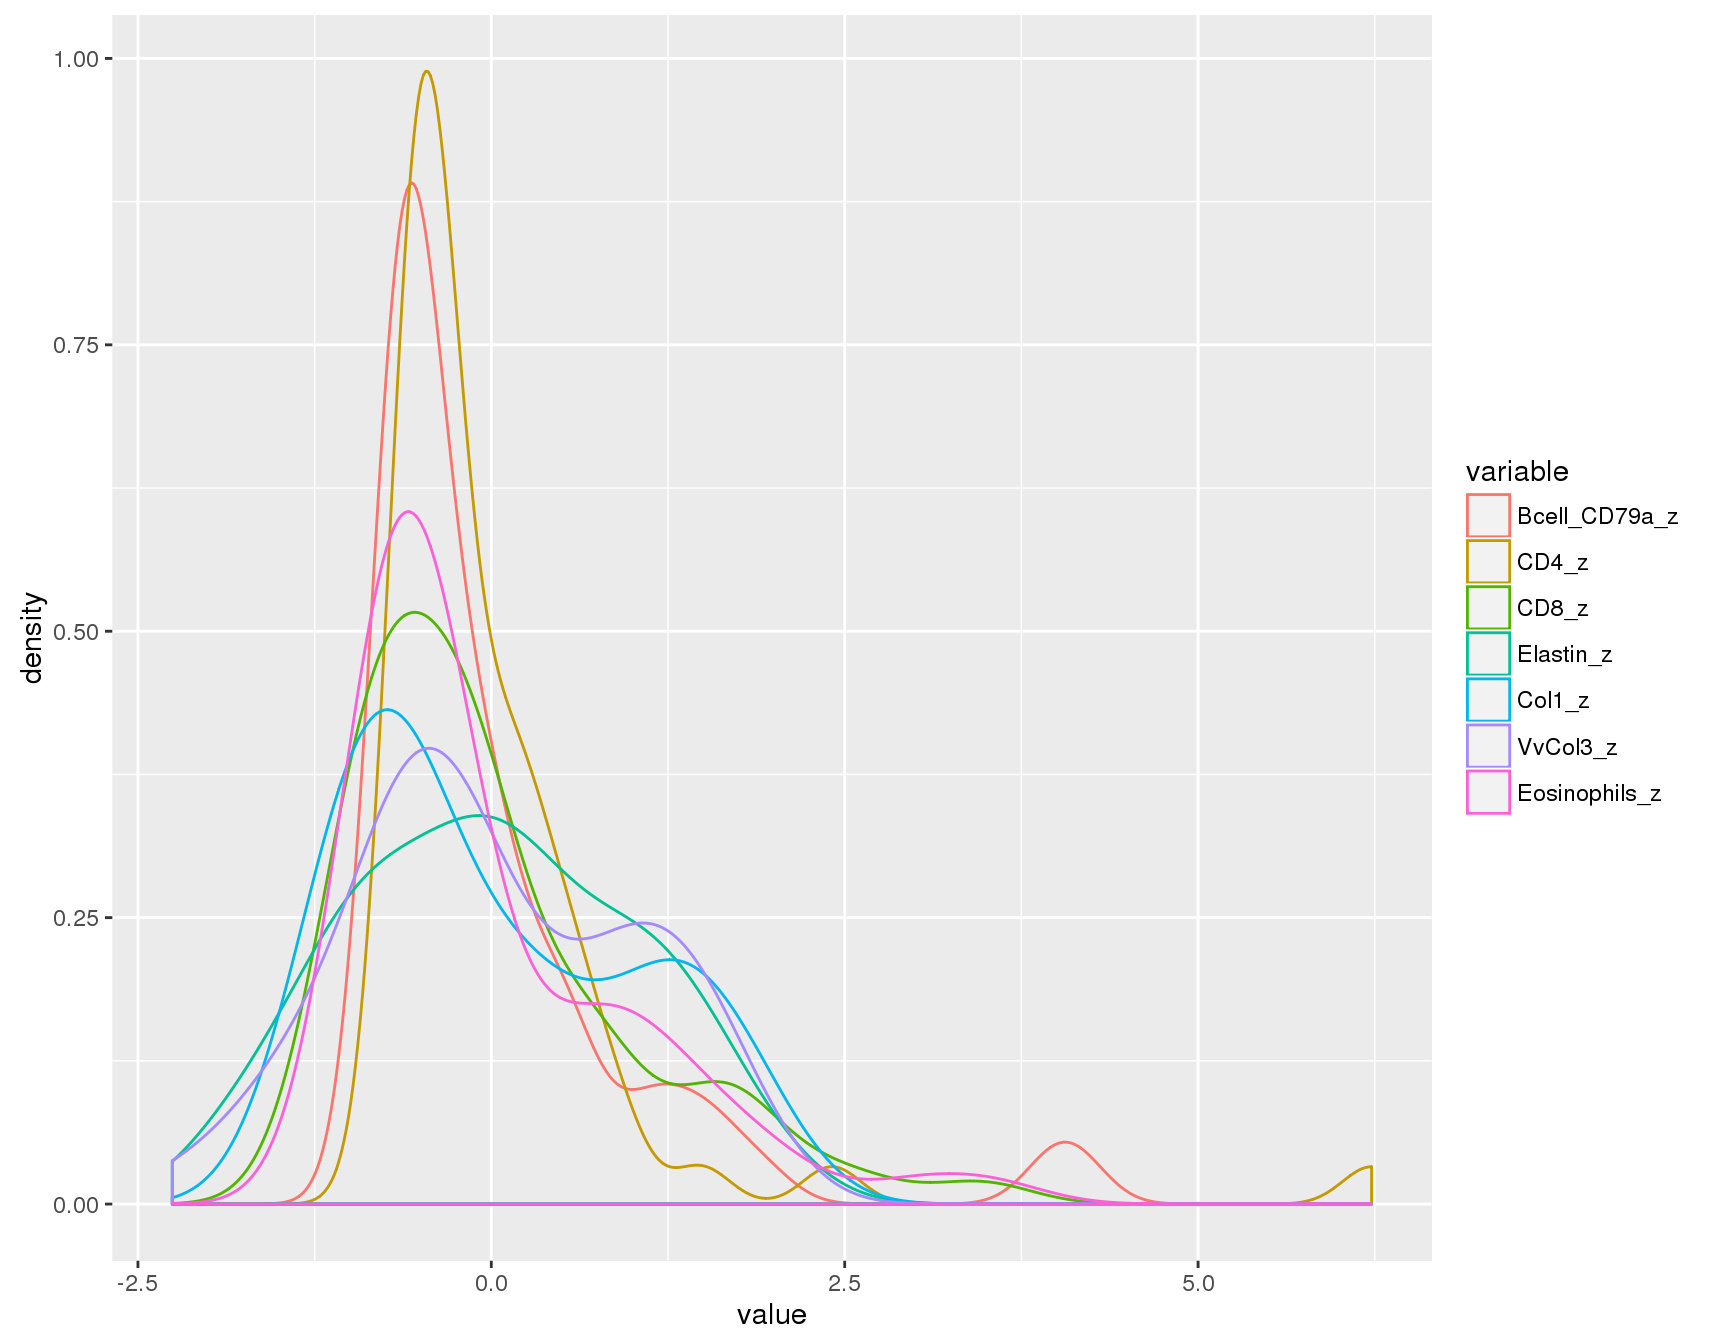 1.00
0.75
0.50
0.25
0.00
density
-2.5 0.0 2.5 5.0
value
variable
Bcell_CD79a_z
CD4_z
CD8_z
Elastin_z
Col1_z
VvCol3_z
Eosinophils_z